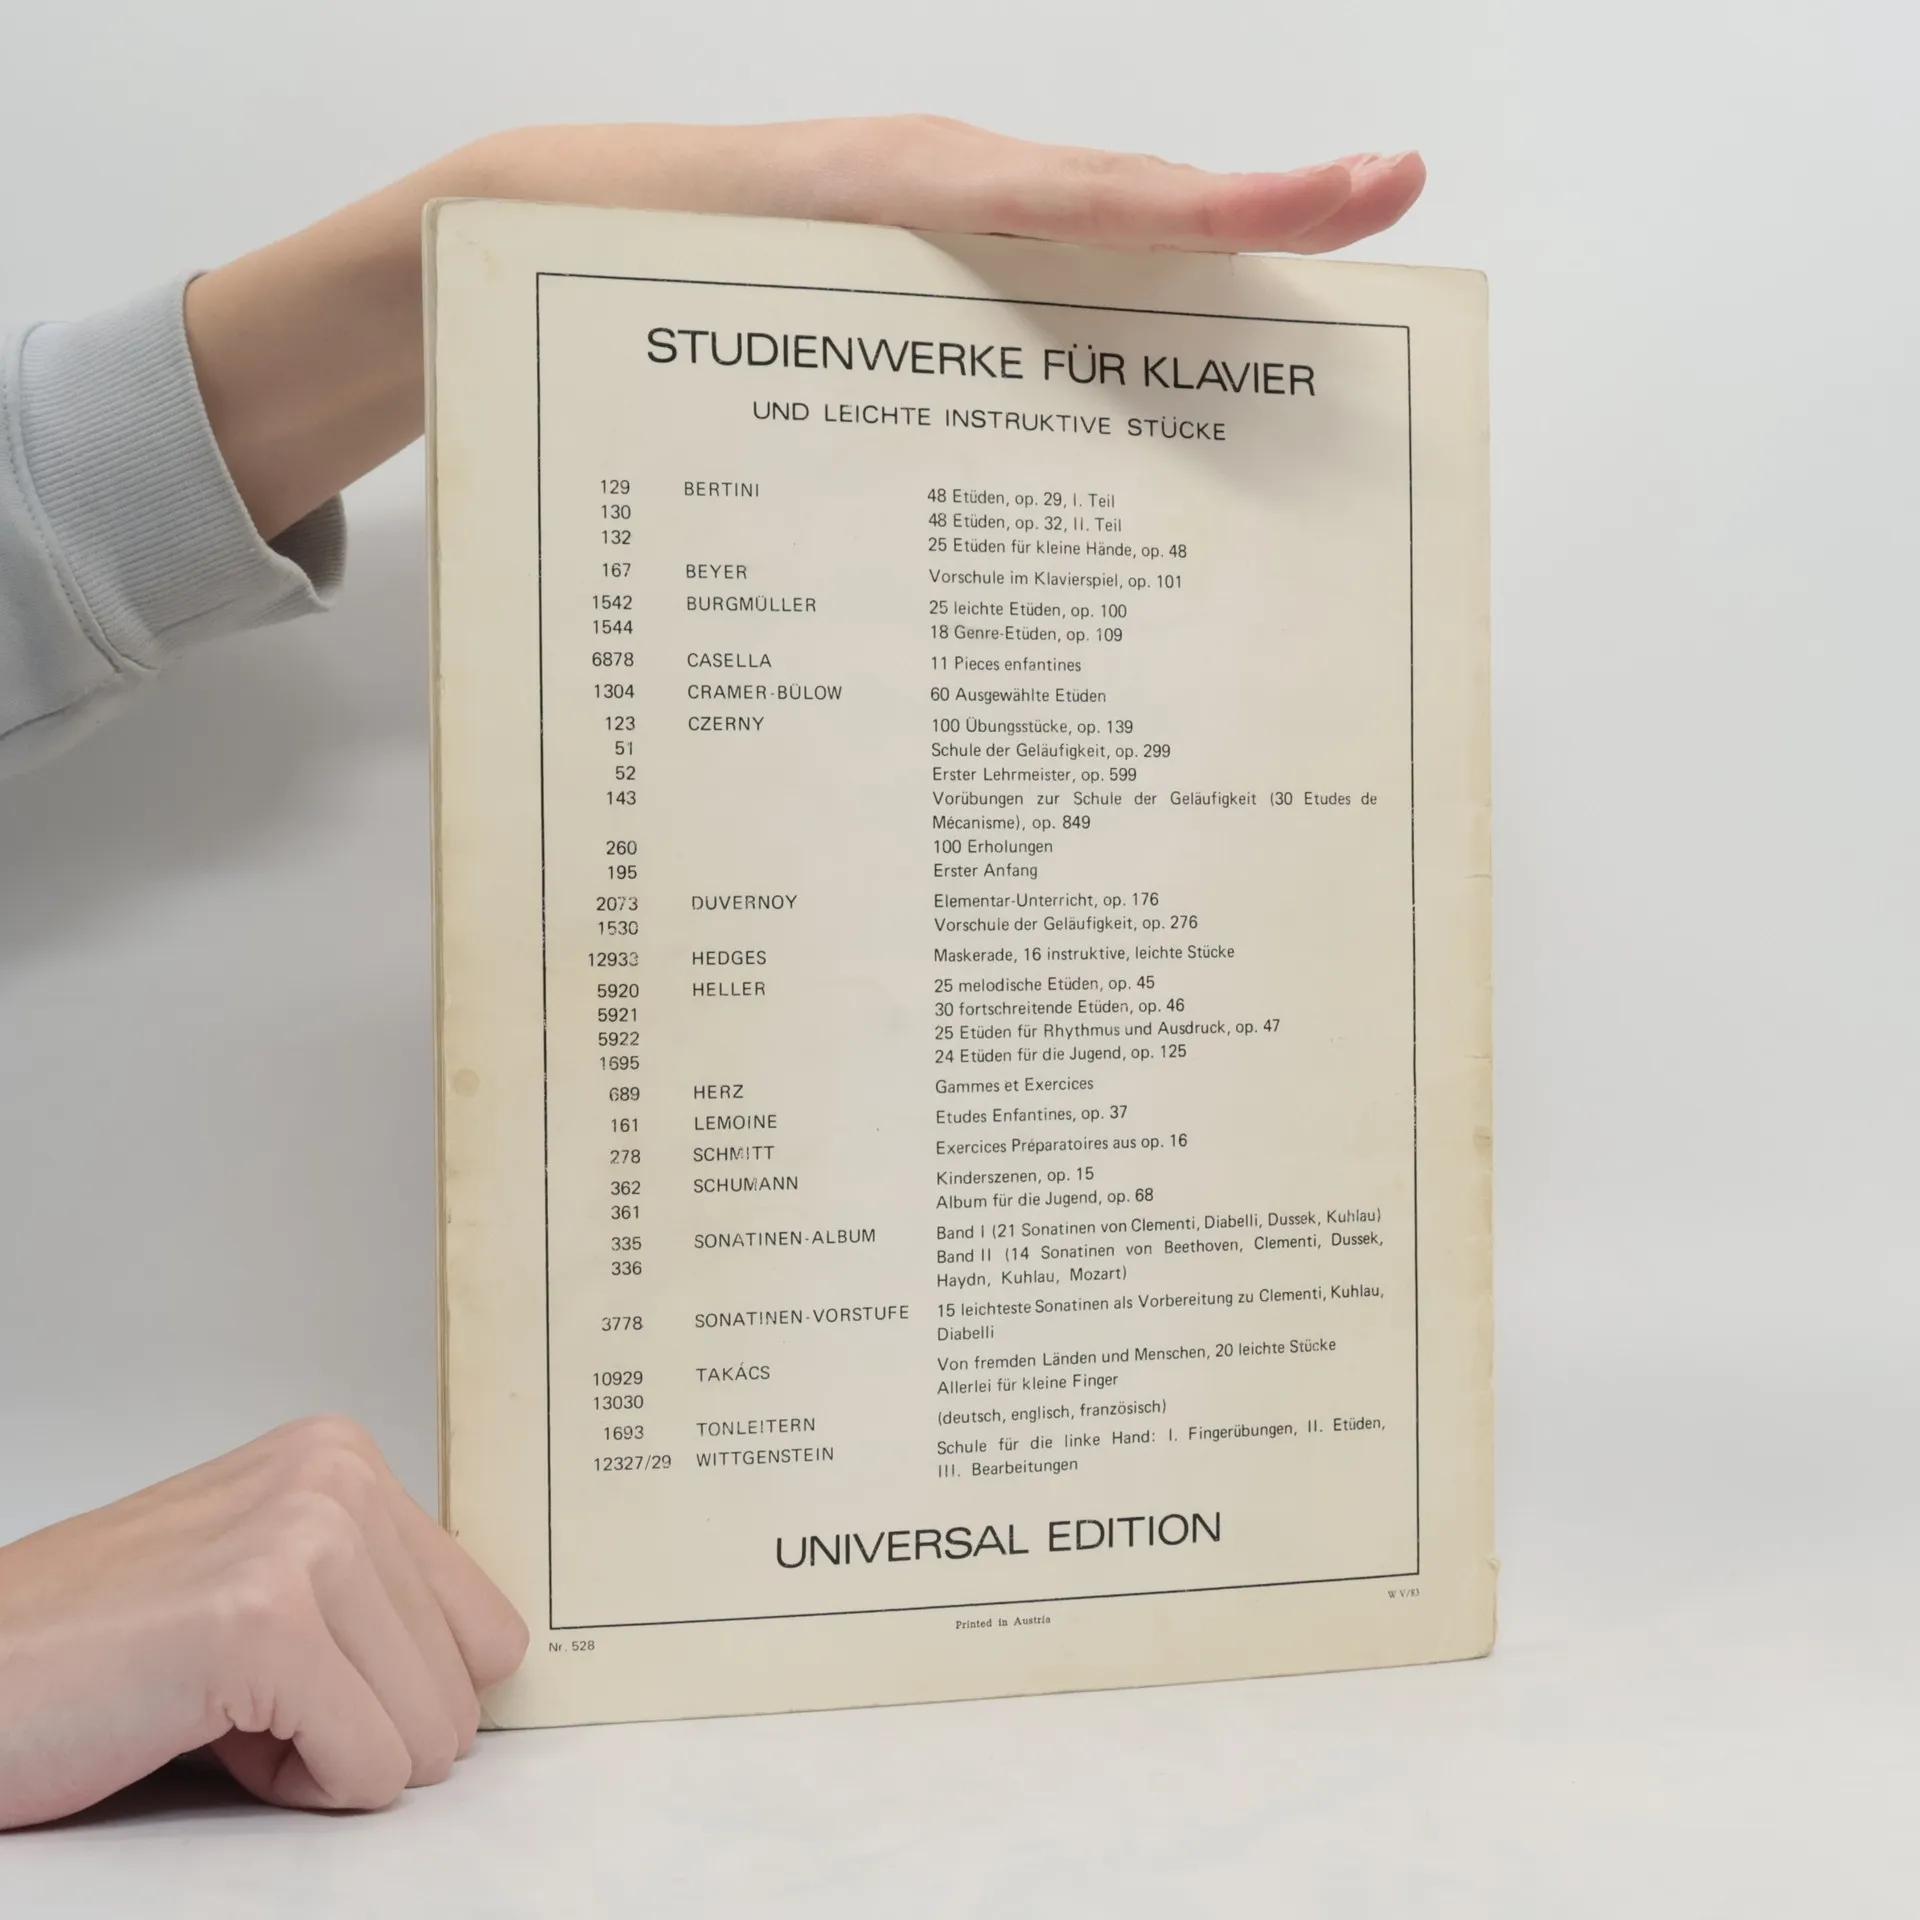 STUDIENWERKE FÜR KLAVIER
UND LEICHTE INSTRUKTIVE STÜCKE
129 BERTINI 48 Etüden, op. 29, I. Teil
130 48 Etüden, op. 32, II. Teil
132 25 Etüden für kleine Hände, op. 48
167 BEYER Vorschule im Klavierspiel, op. 101
1542 BURGMÜLLER 25 leichte Etüden, op. 100
1544 18 Genre-Etüden, op. 109
6878 CASELLA 11 Pieces enfantines
1304 CRAMER-BÜLOW 60 Ausgewählte Etüden
123 CZERNY 100 Übungsstücke, op. 139
51 Schule der Geläufigkeit, op. 299
52 Erster Lehrmeister, op. 599
143 Vorübungen zur Schule der Geläufigkeit (30 Etudes de
Mécanisme), op. 849
260 100 Erholungen
195 Erster Anfang
2073 DUVERNOY Elementar-Unterricht, op. 176
1530 Vorschule der Geläufigkeit, op. 276
12933 HEDGES Maskerade, 16 instruktive, leichte Stücke
5920 HELLER 25 melodische Etüden, op. 45
5921 30 fortschreitende Etüden, op. 46
5922 25 Etüden für Rhythmus und Ausdruck, op. 47
1695 24 Etüden für die Jugend, op. 125
689 HERZ Gammes et Exercices
161 LEMOINE Etudes Enfantines, op. 37
278 SCHMITT Exercices Préparatoires aus op. 16
362 SCHUMANN Kinderszenen, op. 15
361 Album für die Jugend, op. 68
335 SONATINEN-ALBUM Band I (21 Sonatinen von Clementi, Diabelli, Dussek, Kuhlau)
336 Band II (14 Sonatinen von Beethoven, Clementi, Dussek,
Haydn, Kuhlau, Mozart)
3778 SONATINEN-VORSTUFE 15 leichteste Sonatinen als Vorbereitung zu Clementi, Kuhlau,
Diabelli
10929 TAKÁCS Von fremden Länden und Menschen, 20 leichte Stücke
13030 Allerlei für kleine Finger
1693 TONLEITERN (deutsch, englisch, französisch)
12327/29 WITTGENSTEIN Schule für die linke Hand: I. Fingerübungen, II. Etüden,
III. Bearbeitungen
UNIVERSAL EDITION
W V/83
Printed in Austria
Nr. 528